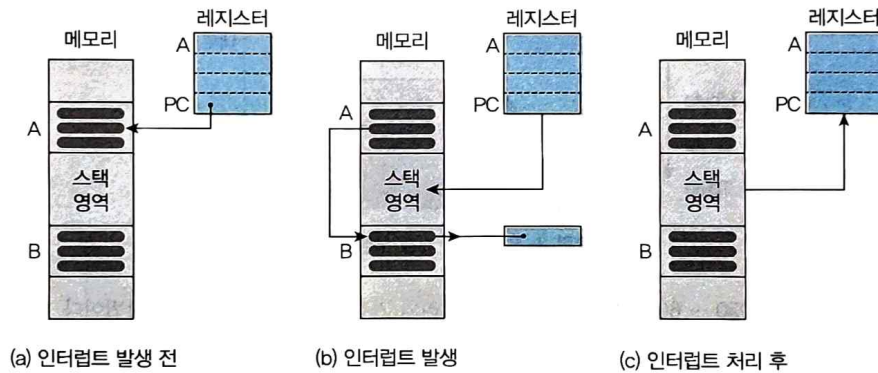 레지스터
메모리
A
PC
A
스택
영역
B
(a) 인터럽트 발생 전
레지스터
메모리
A
PC
A
스택
영역
B
(b) 인터럽트 발생
레지스터
메모리
A
PC
A
스택
영역
B
(c) 인터럽트 처리 후